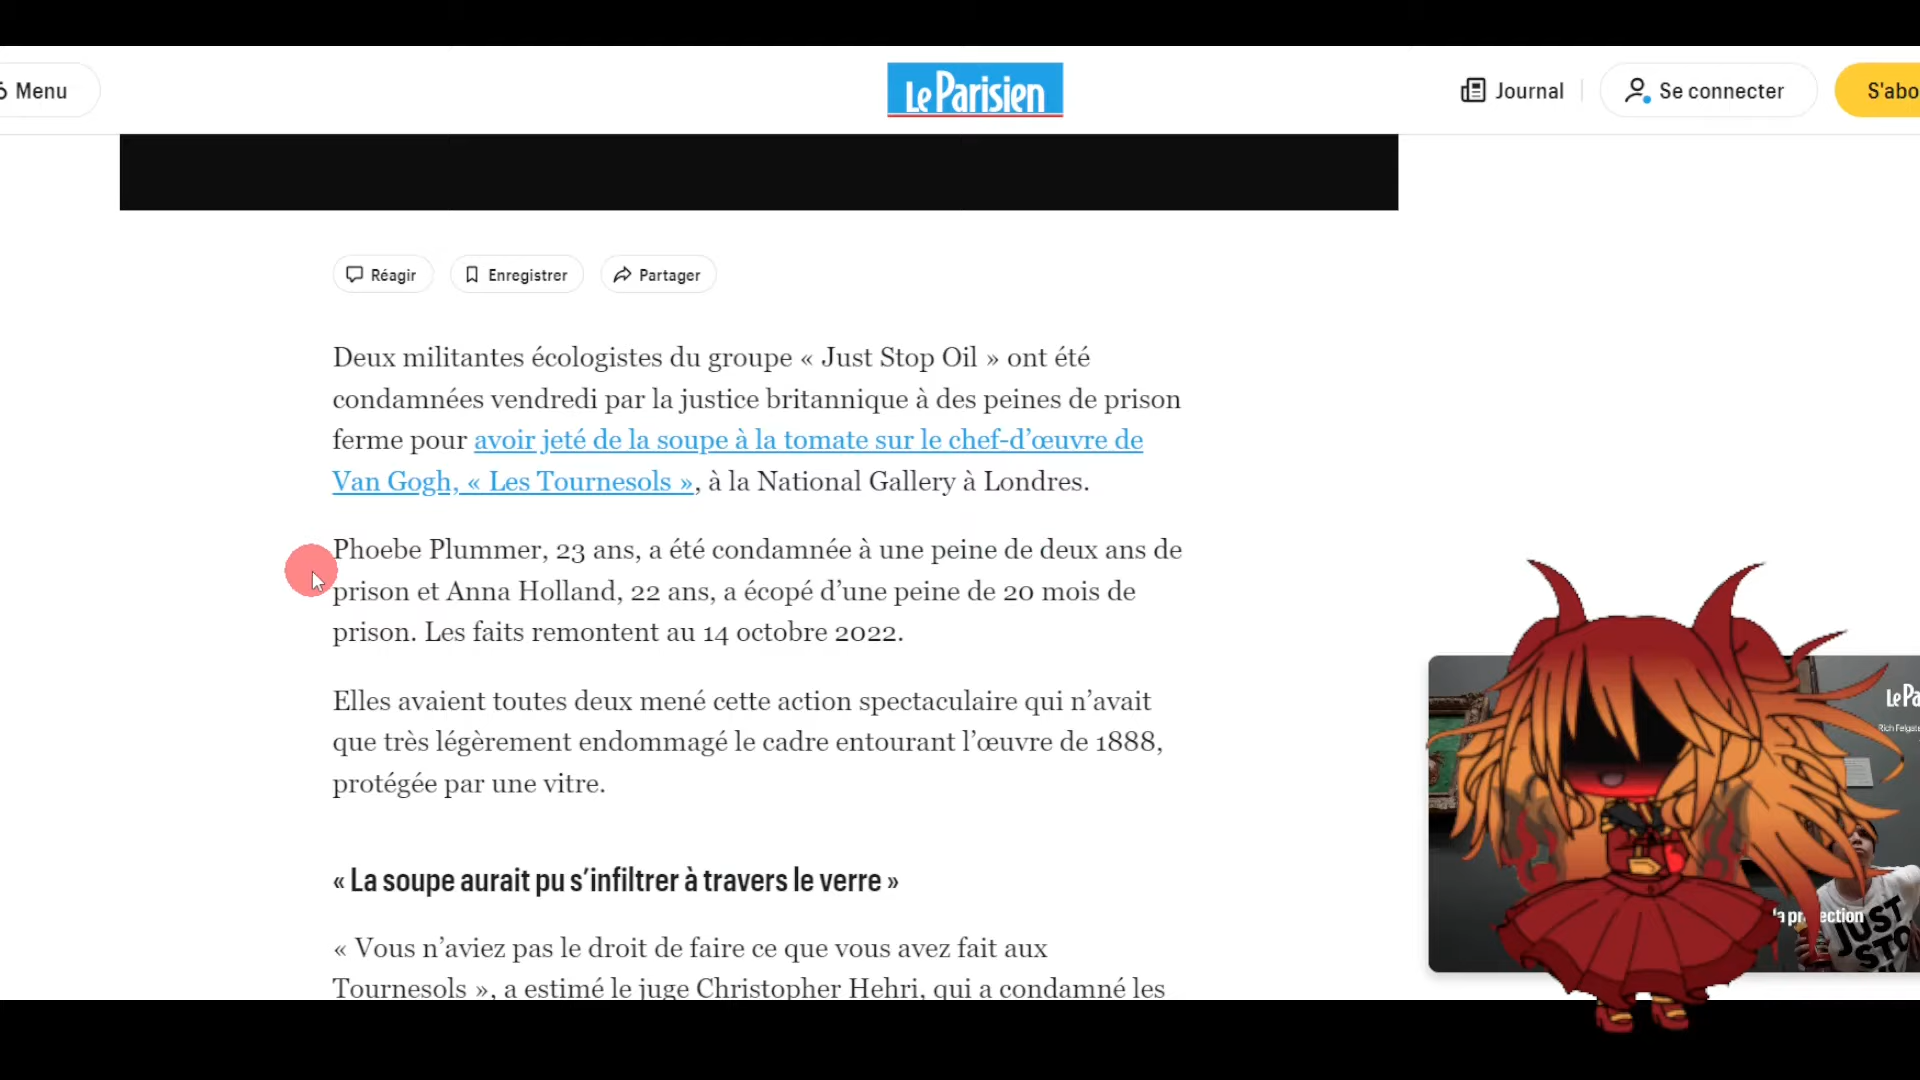 Menu
Le Parisien
Journal
Se connecter
S'abo
Réagir
Enregistrer
Partager
Deux militantes écologistes du groupe « Just Stop Oil » ont été
condamnées vendredi par la justice britannique à des peines de prison
ferme pour avoir jeté de la soupe à la tomate sur le chef-d’œuvre de
Van Gogh, « Les Tournesols », à la National Gallery à Londres.
Phoebe Plummer, 23 ans, a été condamnée à une peine de deux ans de
prison et Anna Holland, 22 ans, a écopé d’une peine de 20 mois de
prison. Les faits remontent au 14 octobre 2022.
Elles avaient toutes deux mené cette action spectaculaire qui n’avait
que très légèrement endommagé le cadre entourant l’œuvre de 1888,
protégée par une vitre.
« La soupe aurait pu s’infiltrer à travers le verre »
« Vous n’aviez pas le droit de faire ce que vous avez fait aux
Tournesols », a estimé le juge Christopher Hehri, qui a condamné les
Le Pa
Rich Felgate
JUST
STO